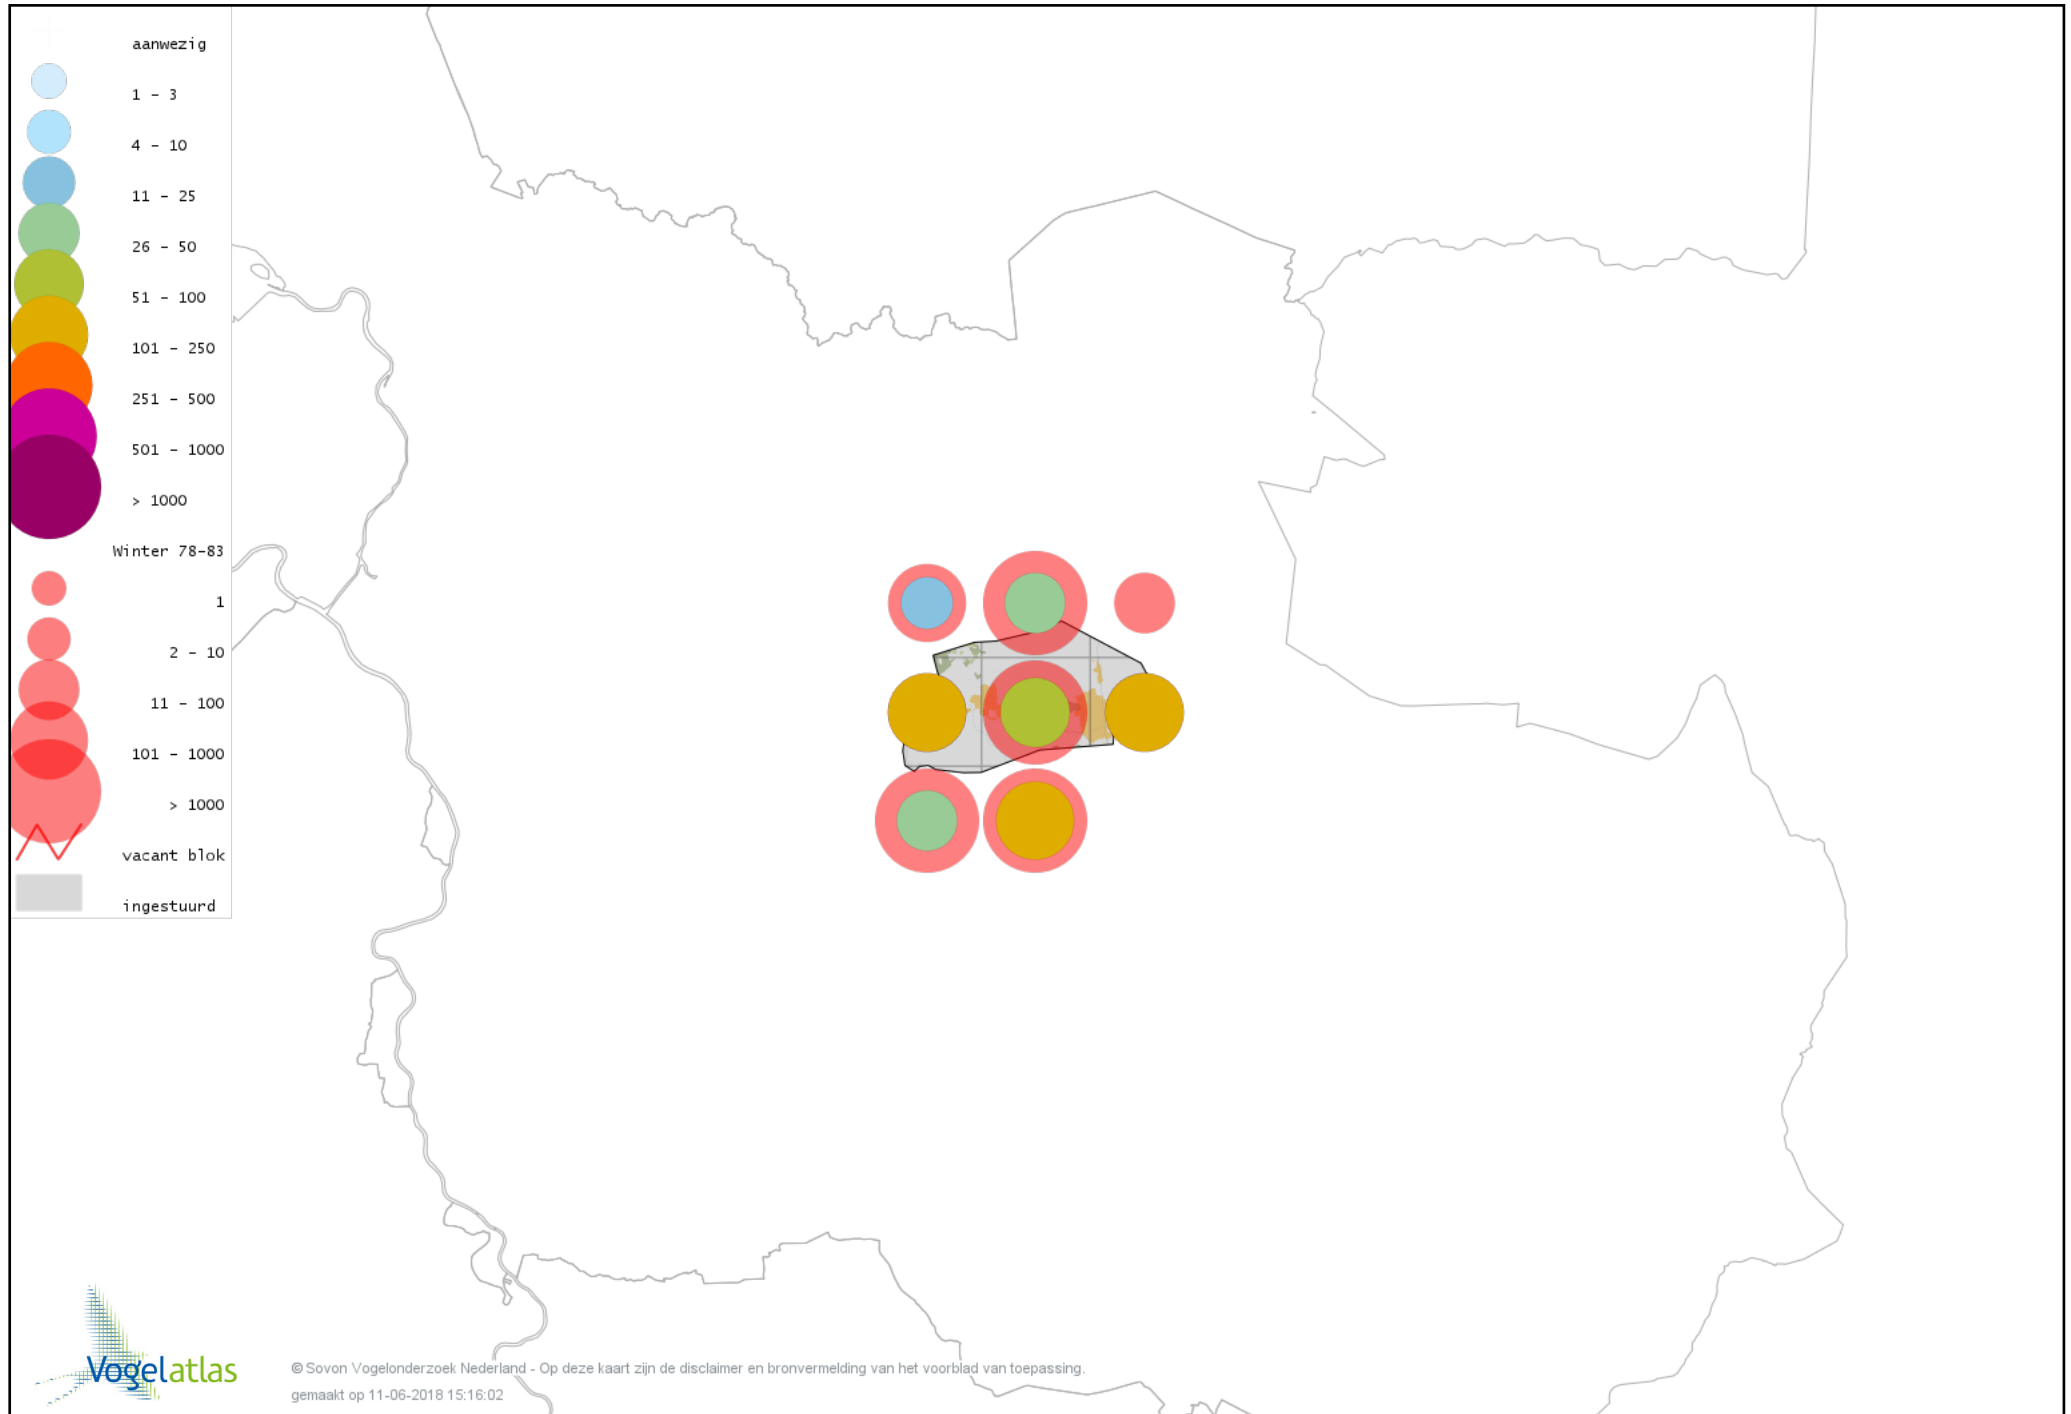 aanwezig
1 - 3
4 - 10
11 - 25
26 - 50
51 - 100
101 - 250
251 - 500
501 - 1000
> 1000
Winter 78-83
1
2 - 10
11 - 100
101 - 1000
> 1000
vacant blok
ingestuurd
Vogelatlas
© Sovon Vogelonderzoek Nederland - Op deze kaart zijn de disclaimer en bronvermelding van het voorblad van toepassing.
gemaakt op 11-06-2018 15:16:02